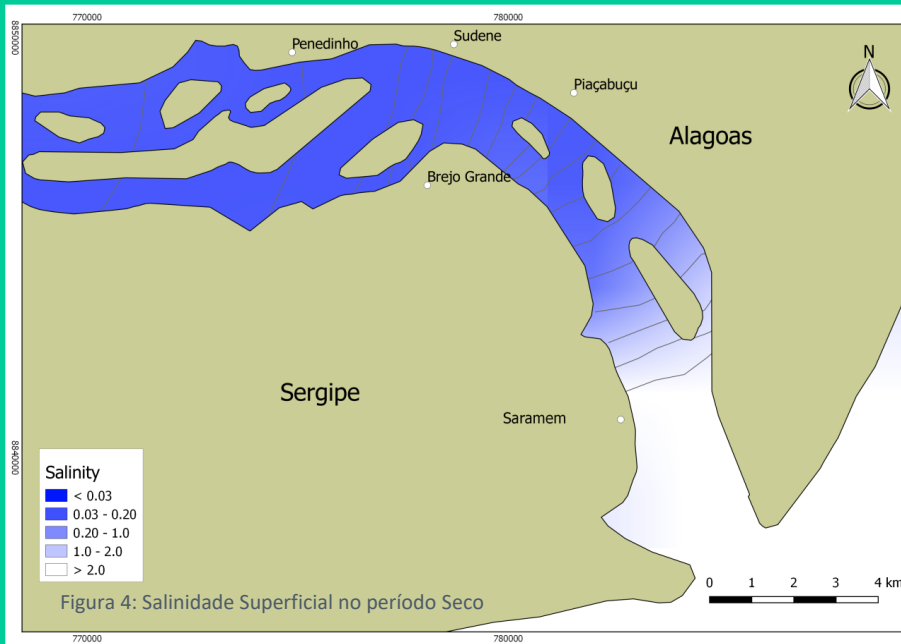 770000
780000
8850000
Penedinho
Sudene
Piaçabuçu
N
Alagoas
Brejo Grande
Sergipe
Saramem
8840000
Salinity
< 0.03
0.03 - 0.20
0.20 - 1.0
1.0 - 2.0
> 2.0
0 1 2 3 4 km
Figura 4: Salinidade Superficial no período Seco
770000
780000